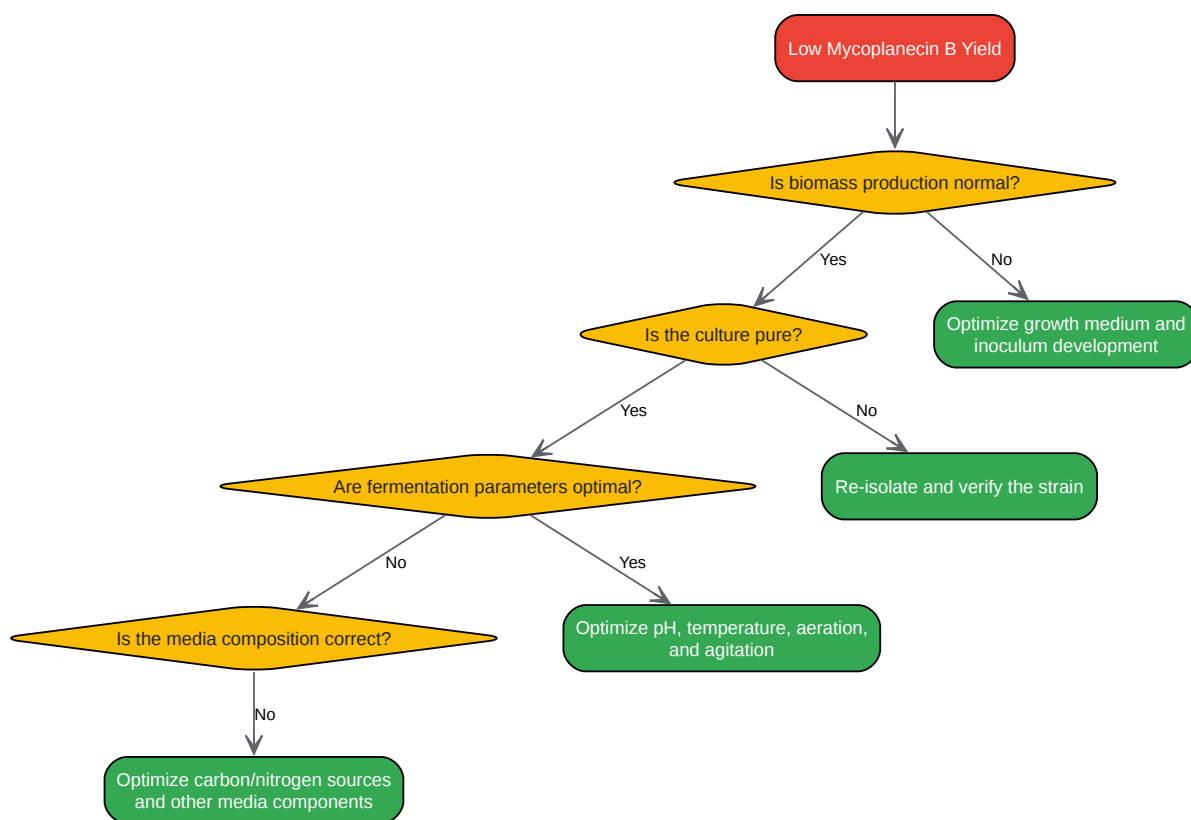 Low Mycoplanecin B Yield
Is biomass production normal?
Yes
No
Is the culture pure?
Optimize growth medium and
inoculum development
Yes
No
Are fermentation parameters optimal?
Re-isolate and verify the strain
No
Yes
Is the media composition correct?
Optimize pH, temperature, aeration,
and agitation
No
Optimize carbon/nitrogen sources
and other media components